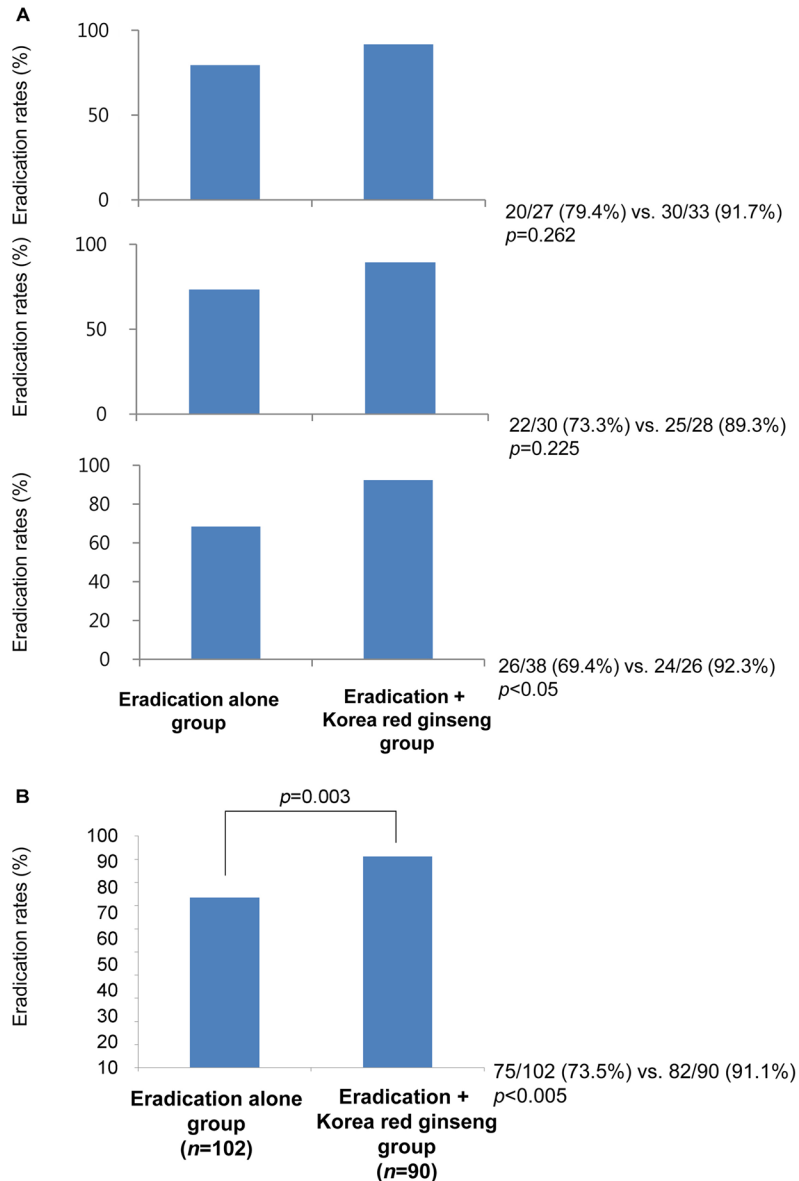 A
Eradication rates (%)
100
50
0
20/27 (79.4%) vs. 30/33 (91.7%)
p=0.262
Eradication rates (%)
100
50
0
22/30 (73.3%) vs. 25/28 (89.3%)
p=0.225
Eradication rates (%)
100
80
60
40
20
0
26/38 (69.4%) vs. 24/26 (92.3%)
p<0.05
Eradication alone
group
Eradication +
Korea red ginseng
group
B
p=0.003
Eradication rates (%)
100
90
80
70
60
50
40
30
20
20
10
75/102 (73.5%) vs. 82/90 (91.1%)
p<0.005
Eradication alone
group
(n=102)
Eradication +
Korea red ginseng
group
(n=90)